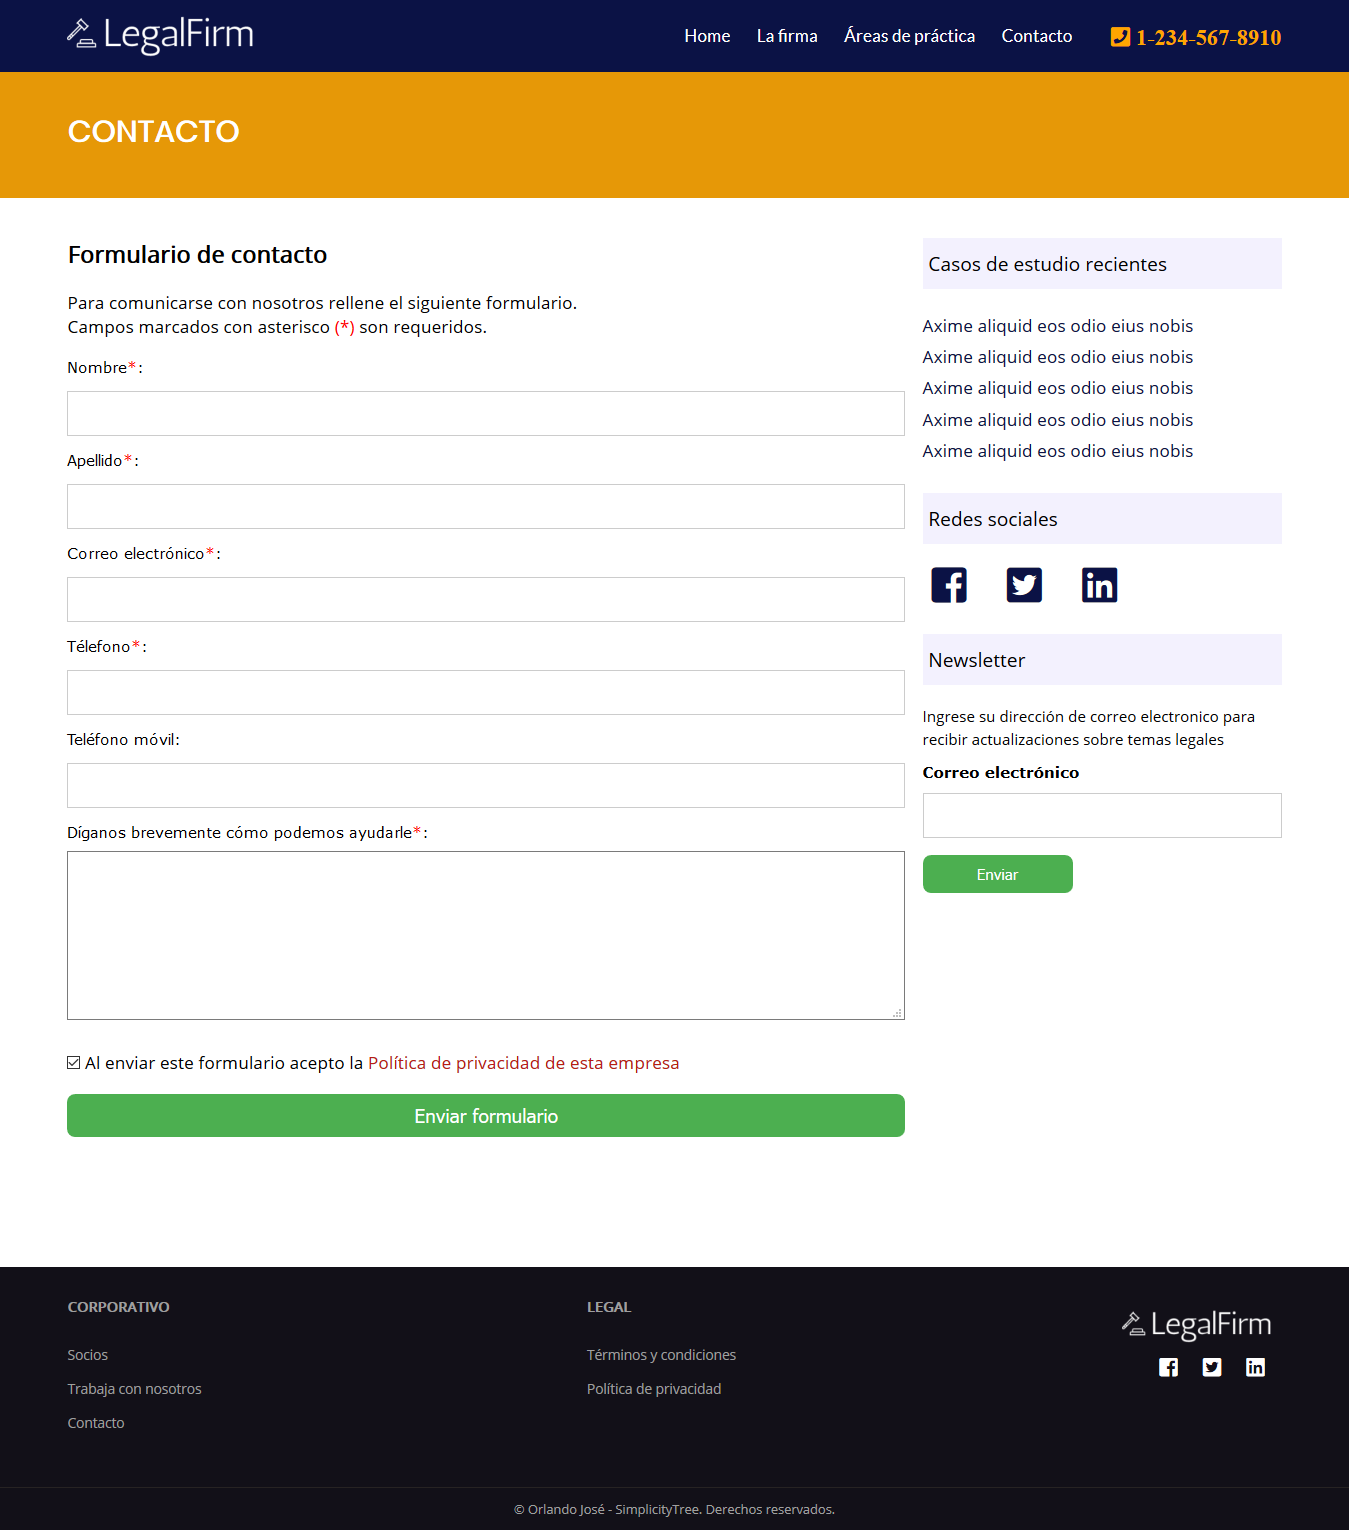 LegalFirm
Home La firma Áreas de práctica Contacto 1-234-567-8910
CONTACTO
Formulario de contacto
Para comunicarse con nosotros rellene el siguiente formulario.
Campos marcados con asterisco (*) son requeridos.
Nombre*:
Apellido*:
Correo electrónico*:
Télefono*:
Teléfono móvil:
Díganos brevemente cómo podemos ayudarle*:
Al enviar este formulario acepto la Política de privacidad de esta empresa
Enviar formulario
Casos de estudio recientes
Axime aliquid eos odio eius nobis
Axime aliquid eos odio eius nobis
Axime aliquid eos odio eius nobis
Axime aliquid eos odio eius nobis
Axime aliquid eos odio eius nobis
Redes sociales
Newsletter
Ingrese su dirección de correo electronico para
recibir actualizaciones sobre temas legales
Correo electrónico
Enviar
CORPORATIVO
Socios
Trabaja con nosotros
Contacto
LEGAL
Términos y condiciones
Política de privacidad
LegalFirm
© Orlando José - SimplicityTree. Derechos reservados.